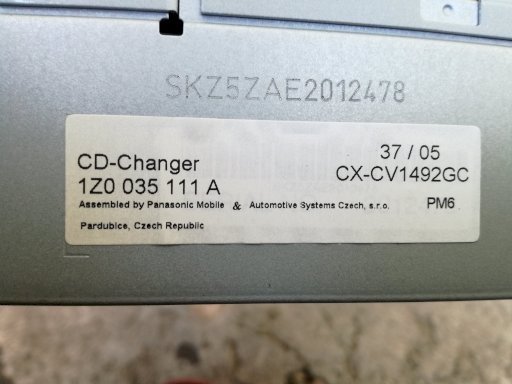 SKZ5ZAE2012478
CD-Changer
37 / 05
1Z0 035 111 A
CX-CV1492GC
Assembled by Panasonic Mobile & Automotive Systems Czech, s.r.o.
PM6
Pardubice, Czech Republic